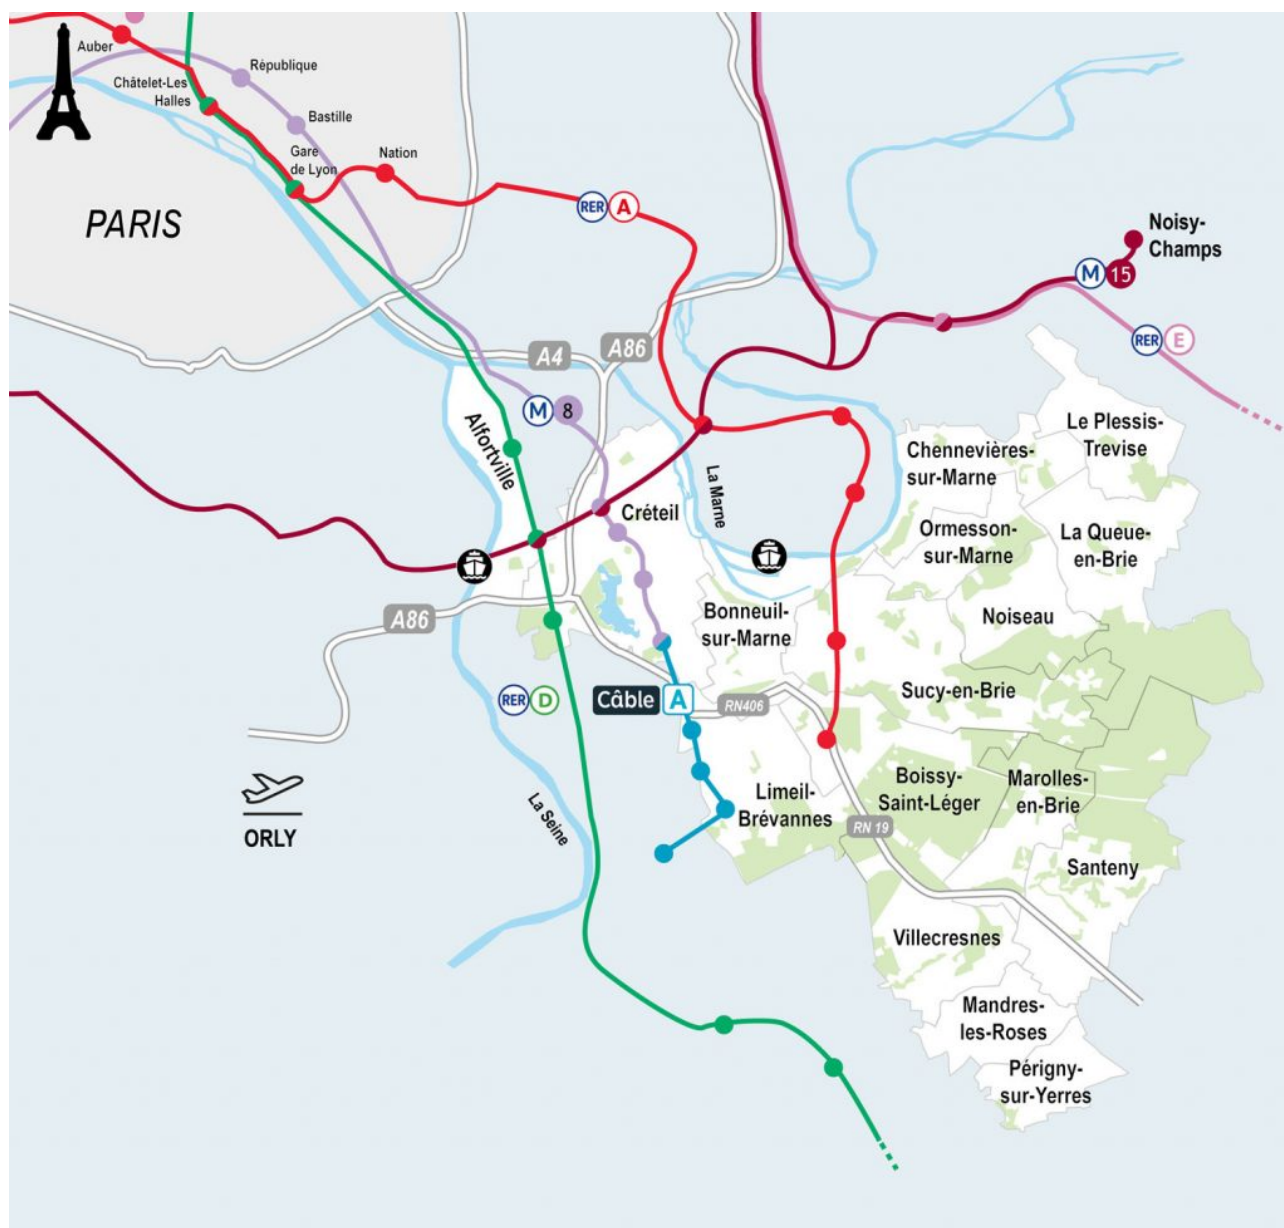 Auber
République
Châtelet-Les
Halles
Bastille
Gare
de Lyon
Nation
PARIS
RER A
Noisy-
Champs
M 15
RER E
A4
A86
M 8
Alfortville
Le Plessis-
Trevise
Chennevières-
sur-Marne
La Marne
Créteil
Ormesson-
sur-Marne
La Queue-
en-Brie
A86
Bonneuil-
sur-Marne
Noiseau
RER D
Câble A
RN406
Sucy-en-Brie
ORLY
La Seine
Limeil-
Brévannes
Boissy-
Saint-Léger
Marolles-
en-Brie
RN 19
Santeny
Villecresnes
Mandres-
les-Roses
Périgny-
sur-Yerres